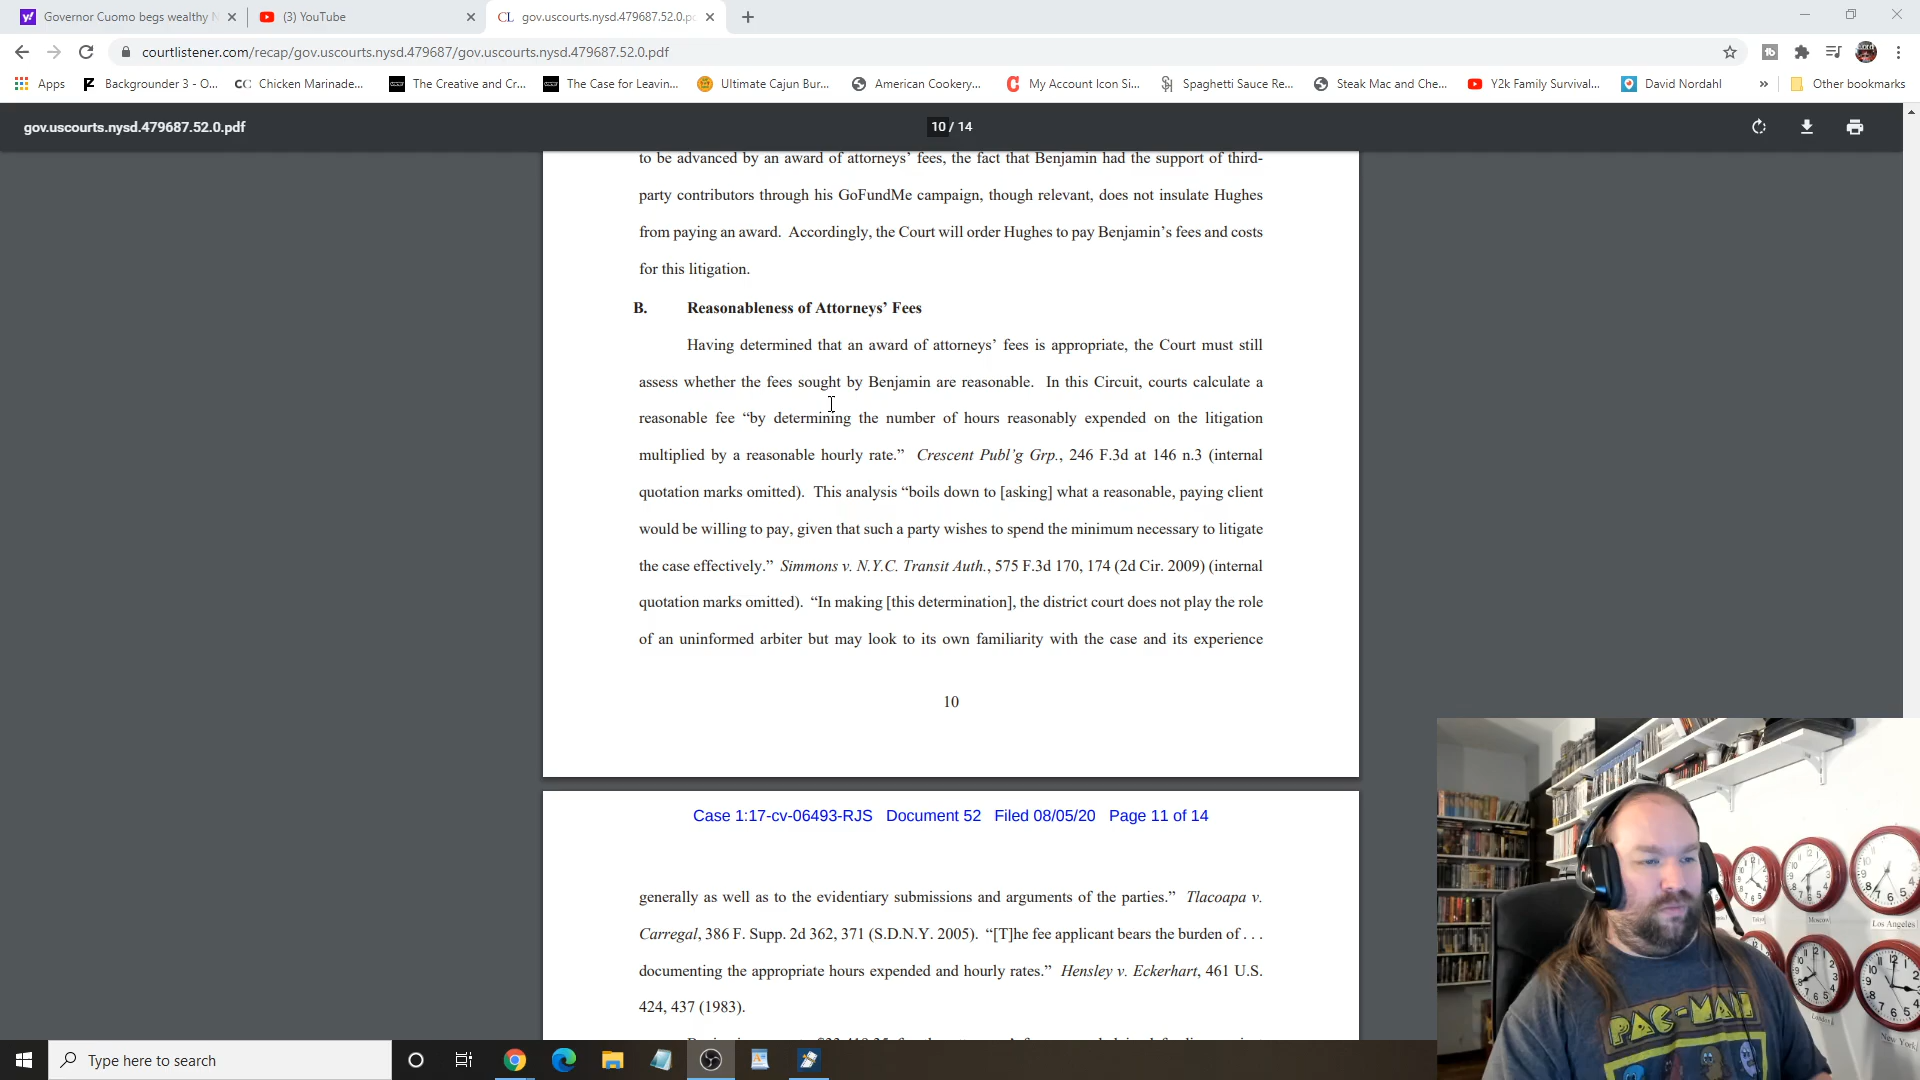 Governor Cuomo begs wealthy N
(3) YouTube
CL gov.uscourts.nysd.479687.52.0.pd
courtlistener.com/recap/gov.uscourts.nysd.479687/gov.uscourts.nysd.479687.52.0.pdf
Apps
Backgrounder 3 - O...
CC Chicken Marinade...
The Creative and Cr...
The Case for Leavin...
Ultimate Cajun Bur...
American Cookery...
My Account Icon Si...
Spaghetti Sauce Re...
Steak Mac and Che...
Y2k Family Survival...
David Nordahl
»
Other bookmarks
gov.uscourts.nysd.479687.52.0.pdf
10 / 14
to be advanced by an award of attorneys’ fees, the fact that Benjamin had the support of third-
party contributors through his GoFundMe campaign, though relevant, does not insulate Hughes
from paying an award. Accordingly, the Court will order Hughes to pay Benjamin’s fees and costs
for this litigation.
B. Reasonableness of Attorneys’ Fees
Having determined that an award of attorneys’ fees is appropriate, the Court must still
assess whether the fees sought by Benjamin are reasonable. In this Circuit, courts calculate a
reasonable fee “by determining the number of hours reasonably expended on the litigation
multiplied by a reasonable hourly rate.” Crescent Publ’g Grp., 246 F.3d at 146 n.3 (internal
quotation marks omitted). This analysis “boils down to [asking] what a reasonable, paying client
would be willing to pay, given that such a party wishes to spend the minimum necessary to litigate
the case effectively.” Simmons v. N.Y.C. Transit Auth., 575 F.3d 170, 174 (2d Cir. 2009) (internal
quotation marks omitted). “In making [this determination], the district court does not play the role
of an uninformed arbiter but may look to its own familiarity with the case and its experience
10
Case 1:17-cv-06493-RJS Document 52 Filed 08/05/20 Page 11 of 14
generally as well as to the evidentiary submissions and arguments of the parties.” Tlacoapa v.
Carregal, 386 F. Supp. 2d 362, 371 (S.D.N.Y. 2005). “[T]he fee applicant bears the burden of . . .
documenting the appropriate hours expended and hourly rates.” Hensley v. Eckerhart, 461 U.S.
424, 437 (1983).
Moscow
Los Angeles
London
New York
PAC-MAN
Type here to search